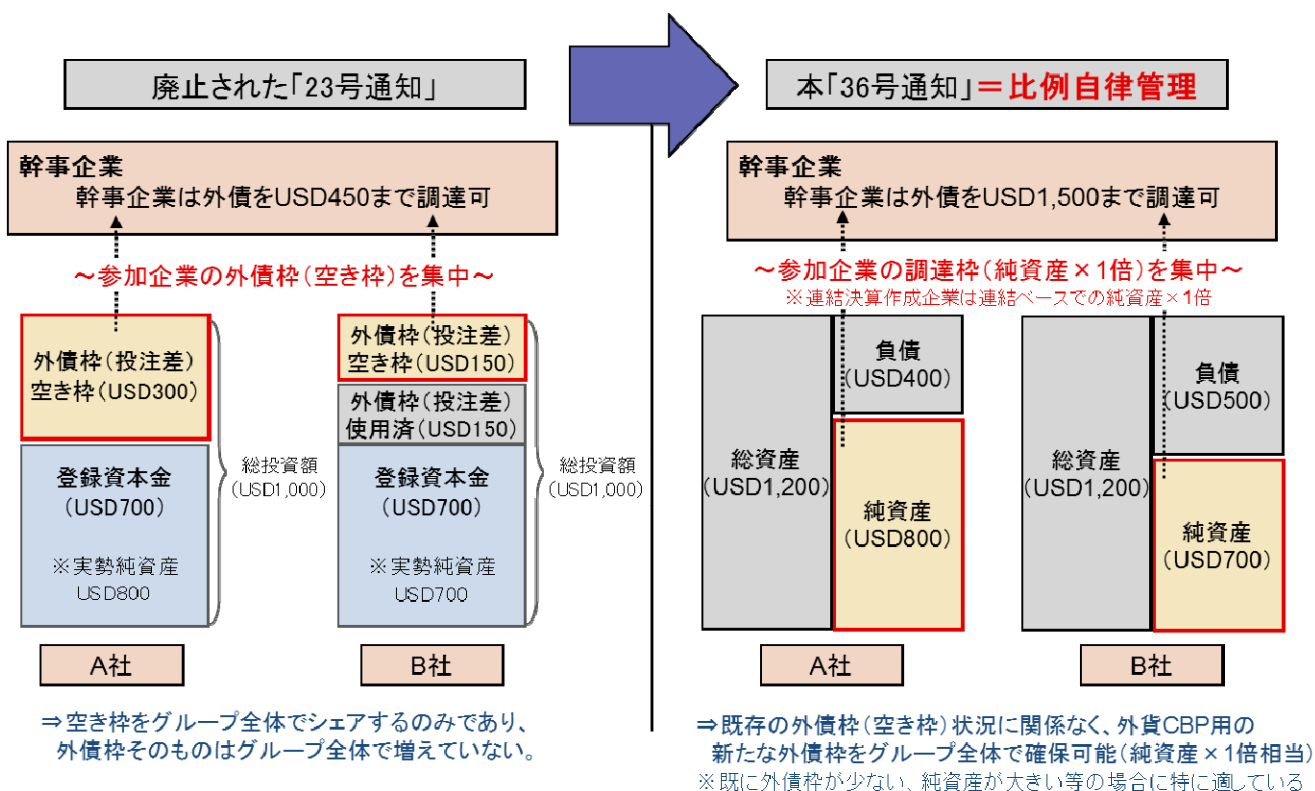 廃止された「23号通知」
幹事企業
幹事企業は外債をUSD450まで調達可
～参加企業の外債枠(空き枠)を集中～
外債枠(投注差)
空き枠(USD300)
登録資本金
(USD700)
※実勢純資産
USD800
総投資額
(USD1,000)
A社
外債枠(投注差)
空き枠(USD150)
外債枠(投注差)
使用済(USD150)
登録資本金
(USD700)
※実勢純資産
USD700
総投資額
(USD1,000)
B社
⇒空き枠をグループ全体でシェアするのみであり、
外債枠そのものはグループ全体で増えていない。
本「36号通知」=比例自律管理
幹事企業
幹事企業は外債をUSD1,500まで調達可
～参加企業の調達枠(純資産×1倍)を集中～
※連結決算作成企業は連結ベースでの純資産×1倍
総資産
(USD1,200)
負債
(USD400)
純資産
(USD800)
A社
総資産
(USD1,200)
負債
(USD500)
純資産
(USD700)
B社
⇒既存の外債枠(空き枠)状況に関係なく、外貨CBP用の
新たな外債枠をグループ全体で確保可能(純資産×1倍相当)
※既に外債枠が少ない、純資産が大きい等の場合に特に適している